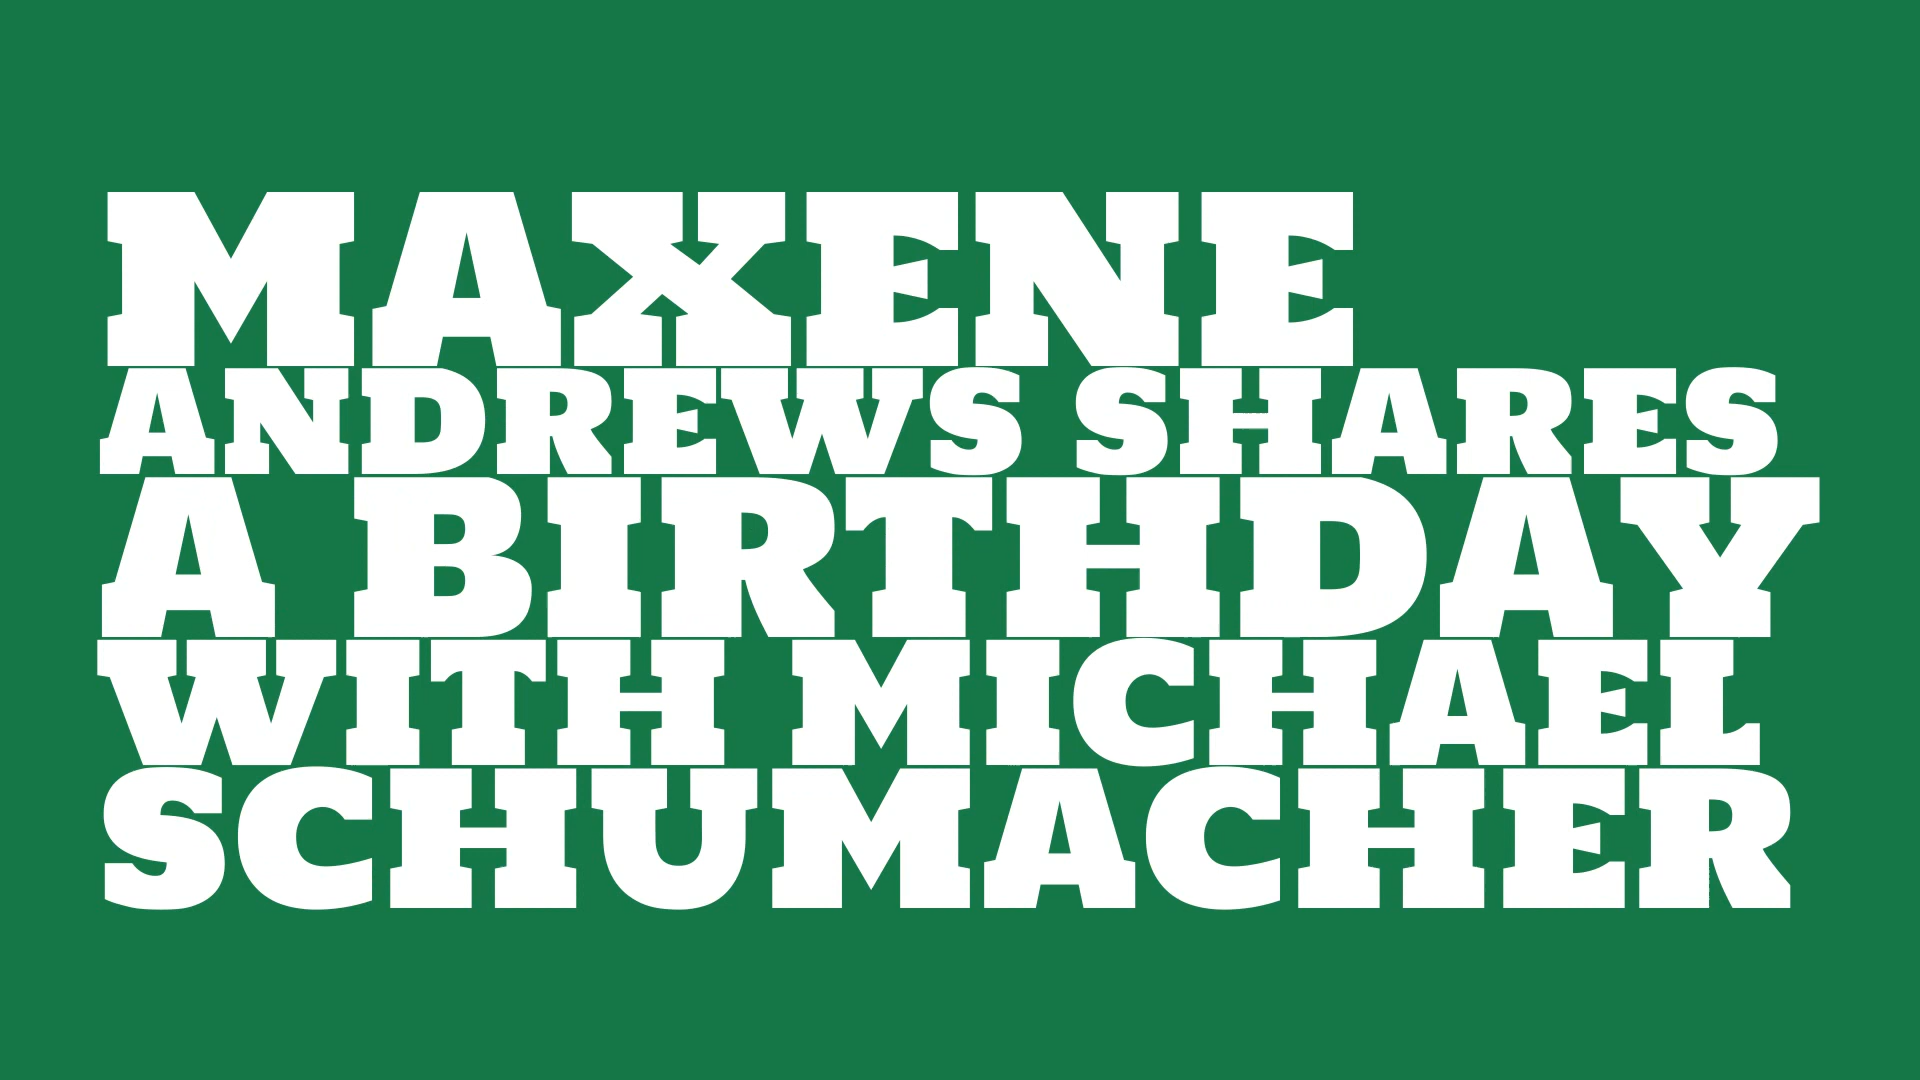 MAXENE
ANDREWS SHARES
A BIRTHDAY
WITH MICHAEL
SCHUMACHER